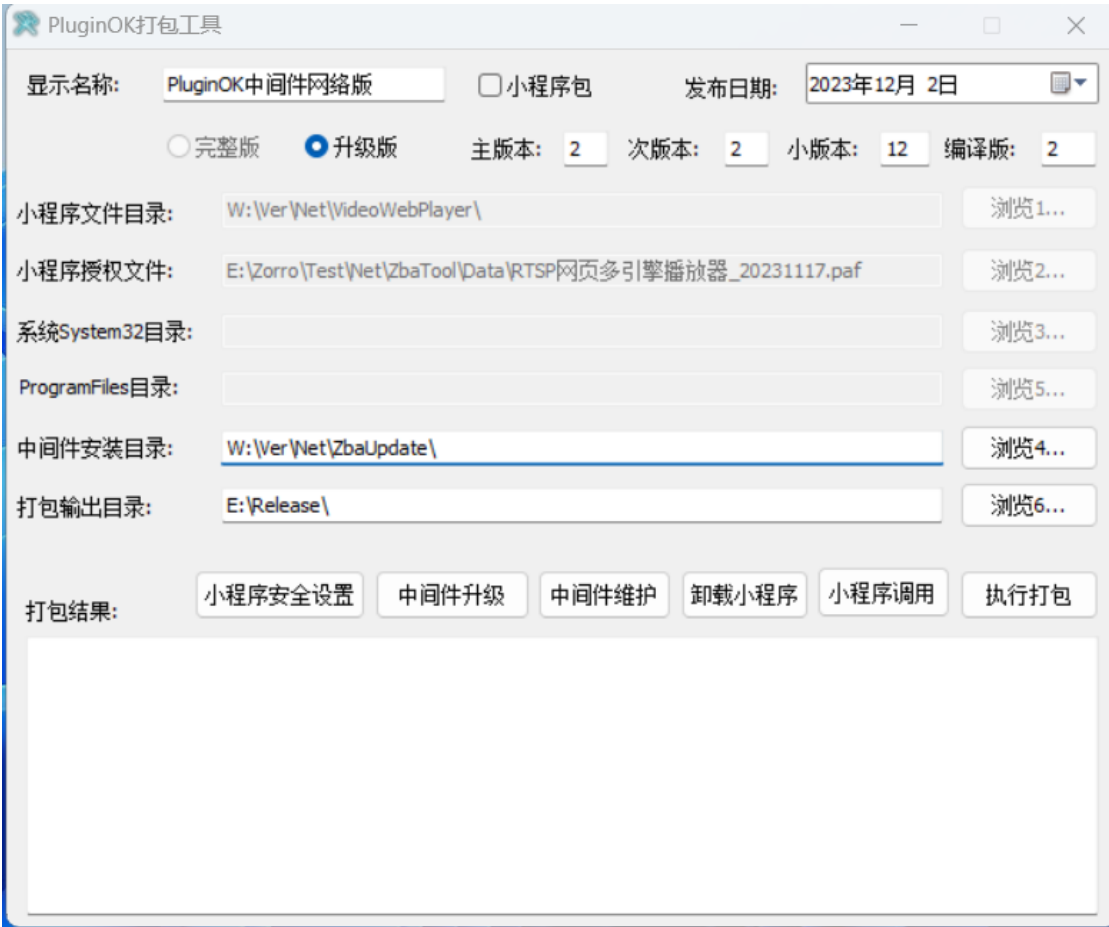 PluginOK打包工具
显示名称: PluginOK中间件网络版 小程序包 发布日期: 2023年12月 2日
完整版 升级版 主版本: 2 次版本: 2 小版本: 12 编译版: 2
小程序文件目录: W:\Ver\Net\VideoWebPlayer\ 浏览1...
小程序授权文件: E:\Zorro\Test\Net\ZbaTool\Data\RTSP网页多引擎播放器_20231117.paf 浏览2...
系统System32目录: 浏览3...
ProgramFiles目录: 浏览5...
中间件安装目录: W:\Ver\Net\ZbaUpdate\ 浏览4...
打包输出目录: E:\Release\ 浏览6...
打包结果: 小程序安全设置 中间件升级 中间件维护 卸载小程序 小程序调用 执行打包